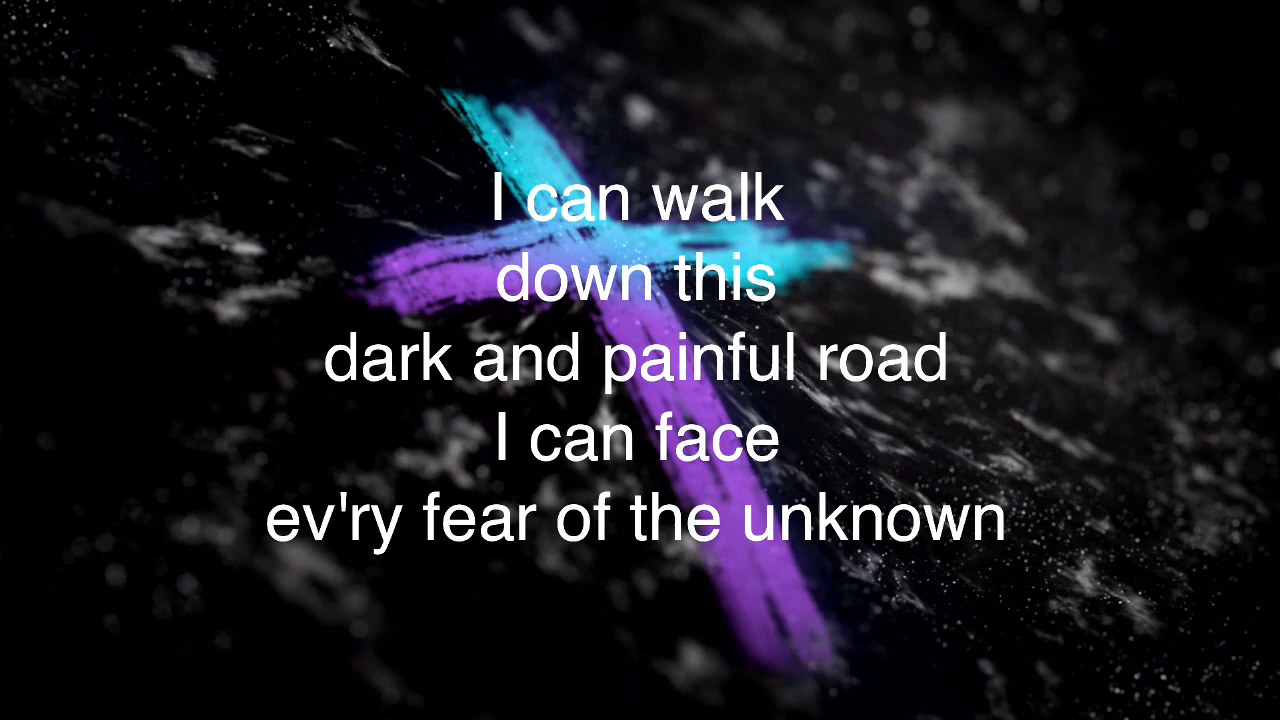 I can walk
down this
dark and painful road
I can face
ev'ry fear of the unknown